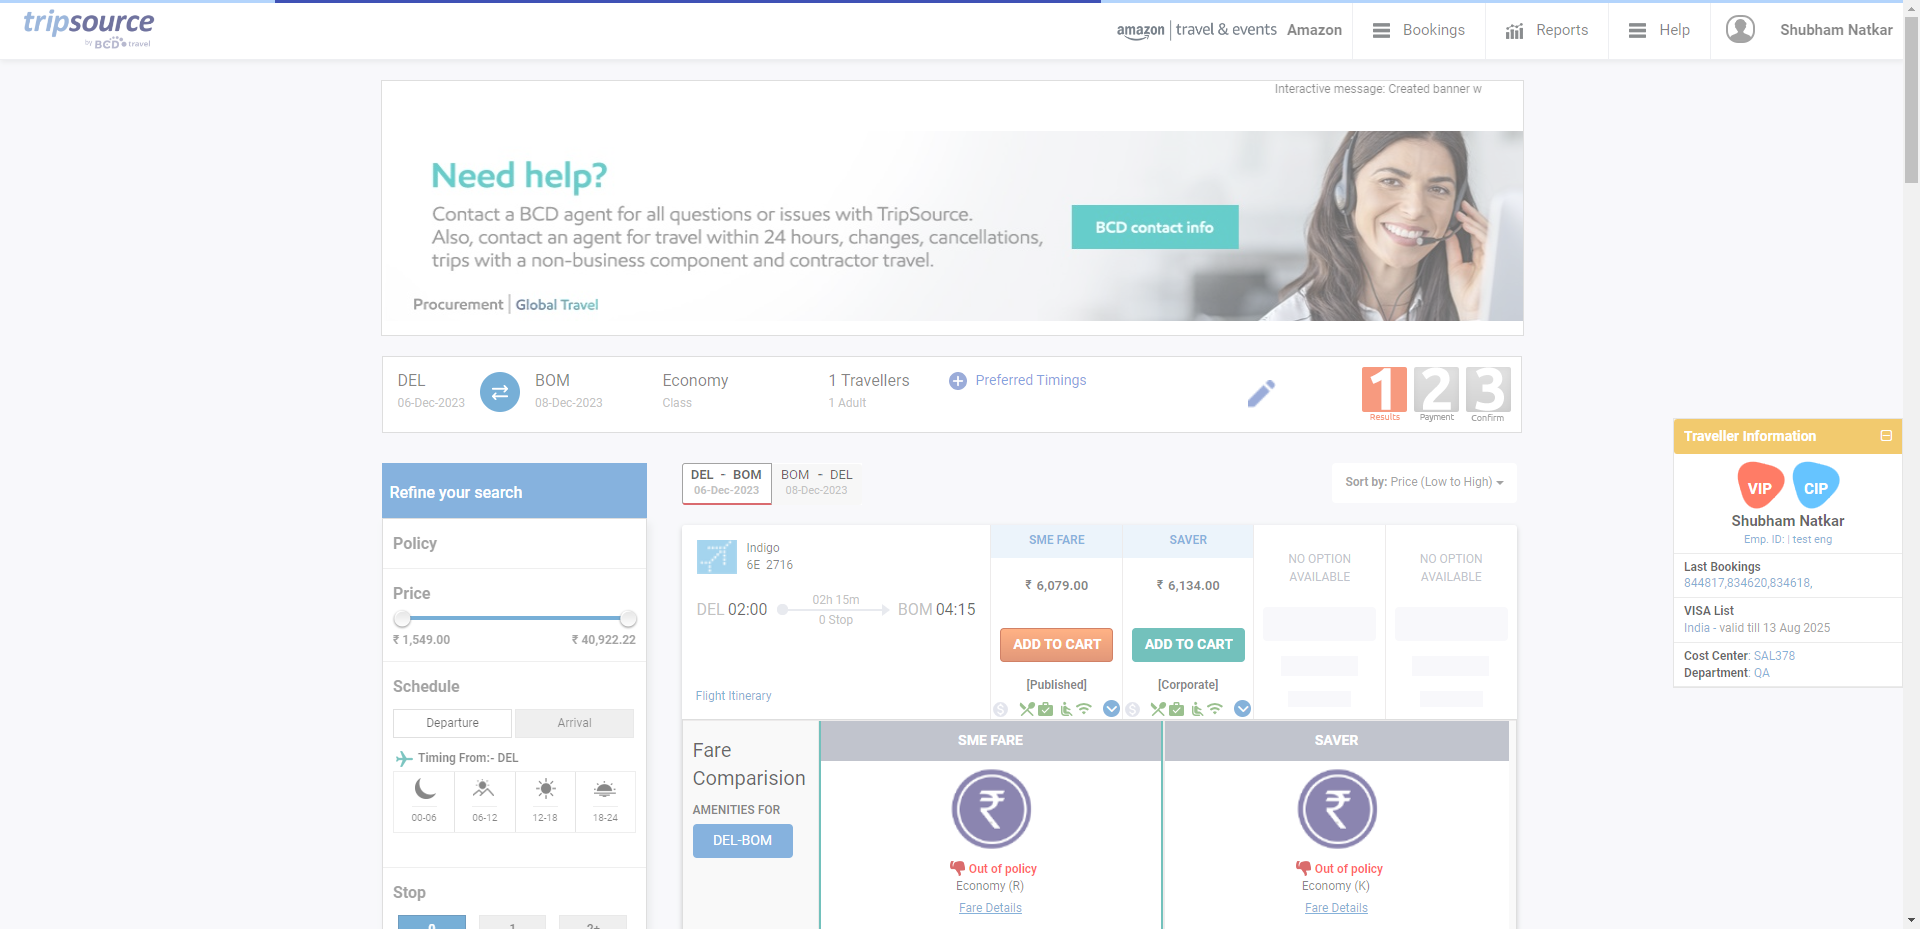 tripsource
by BCD travel
amazon | travel & events Amazon
Bookings
Reports
Help
Shubham Natkar
Interactive message: Created banner w
Need help?
Contact a BCD agent for all questions or issues with TripSource.
Also, contact an agent for travel within 24 hours, changes, cancellations,
trips with a non-business component and contractor travel.
BCD contact info
Procurement | Global Travel
DEL
06-Dec-2023
BOM
08-Dec-2023
Economy
Class
1 Travellers
1 Adult
Preferred Timings
1
Results
2
Payment
3
Confirm
Traveller Information
VIP
CIP
Shubham Natkar
Emp. ID: | test eng
Last Bookings
844817,834620,834618,
VISA List
India - valid till 13 Aug 2025
Cost Center: SAL378
Department: QA
Refine your search
Policy
Price
₹ 1,549.00
₹ 40,922.22
Schedule
Departure
Arrival
Timing From:- DEL
00-06
06-12
12-18
18-24
Stop
0
1
2+
DEL - BOM
06-Dec-2023
BOM - DEL
08-Dec-2023
Sort by: Price (Low to High)
Indigo
6E 2716
DEL 02:00
02h 15m
0 Stop
BOM 04:15
Flight Itinerary
SME FARE
₹ 6,079.00
ADD TO CART
[Published]
SAVER
₹ 6,134.00
ADD TO CART
[Corporate]
NO OPTION
AVAILABLE
NO OPTION
AVAILABLE
Fare
Comparision
AMENITIES FOR
DEL-BOM
SME FARE
₹
Out of policy
Economy (R)
Fare Details
SAVER
₹
Out of policy
Economy (K)
Fare Details